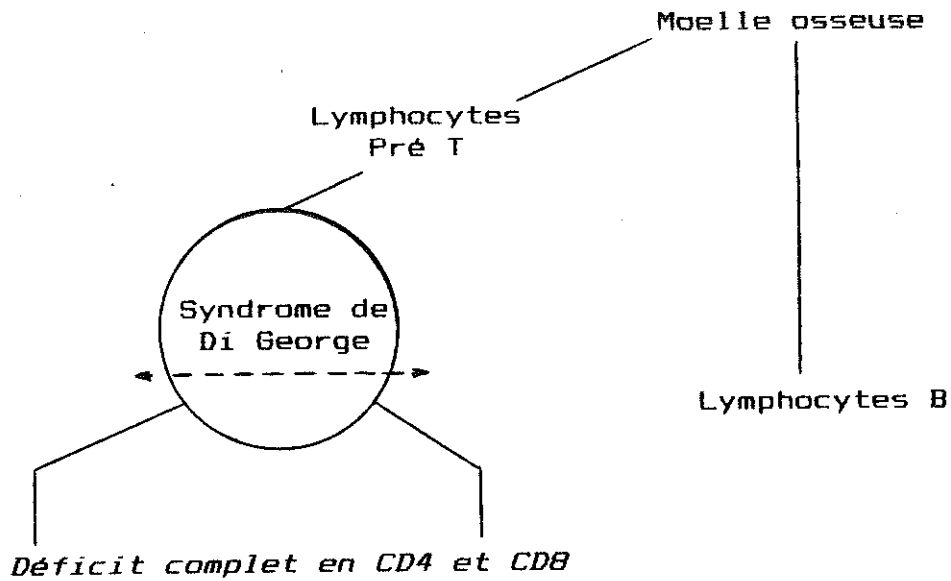 Moelle osseuse
Lymphocytes
Pré T
Syndrome de
Di George
Lymphocytes B
Déficit complet en CD4 et CD8